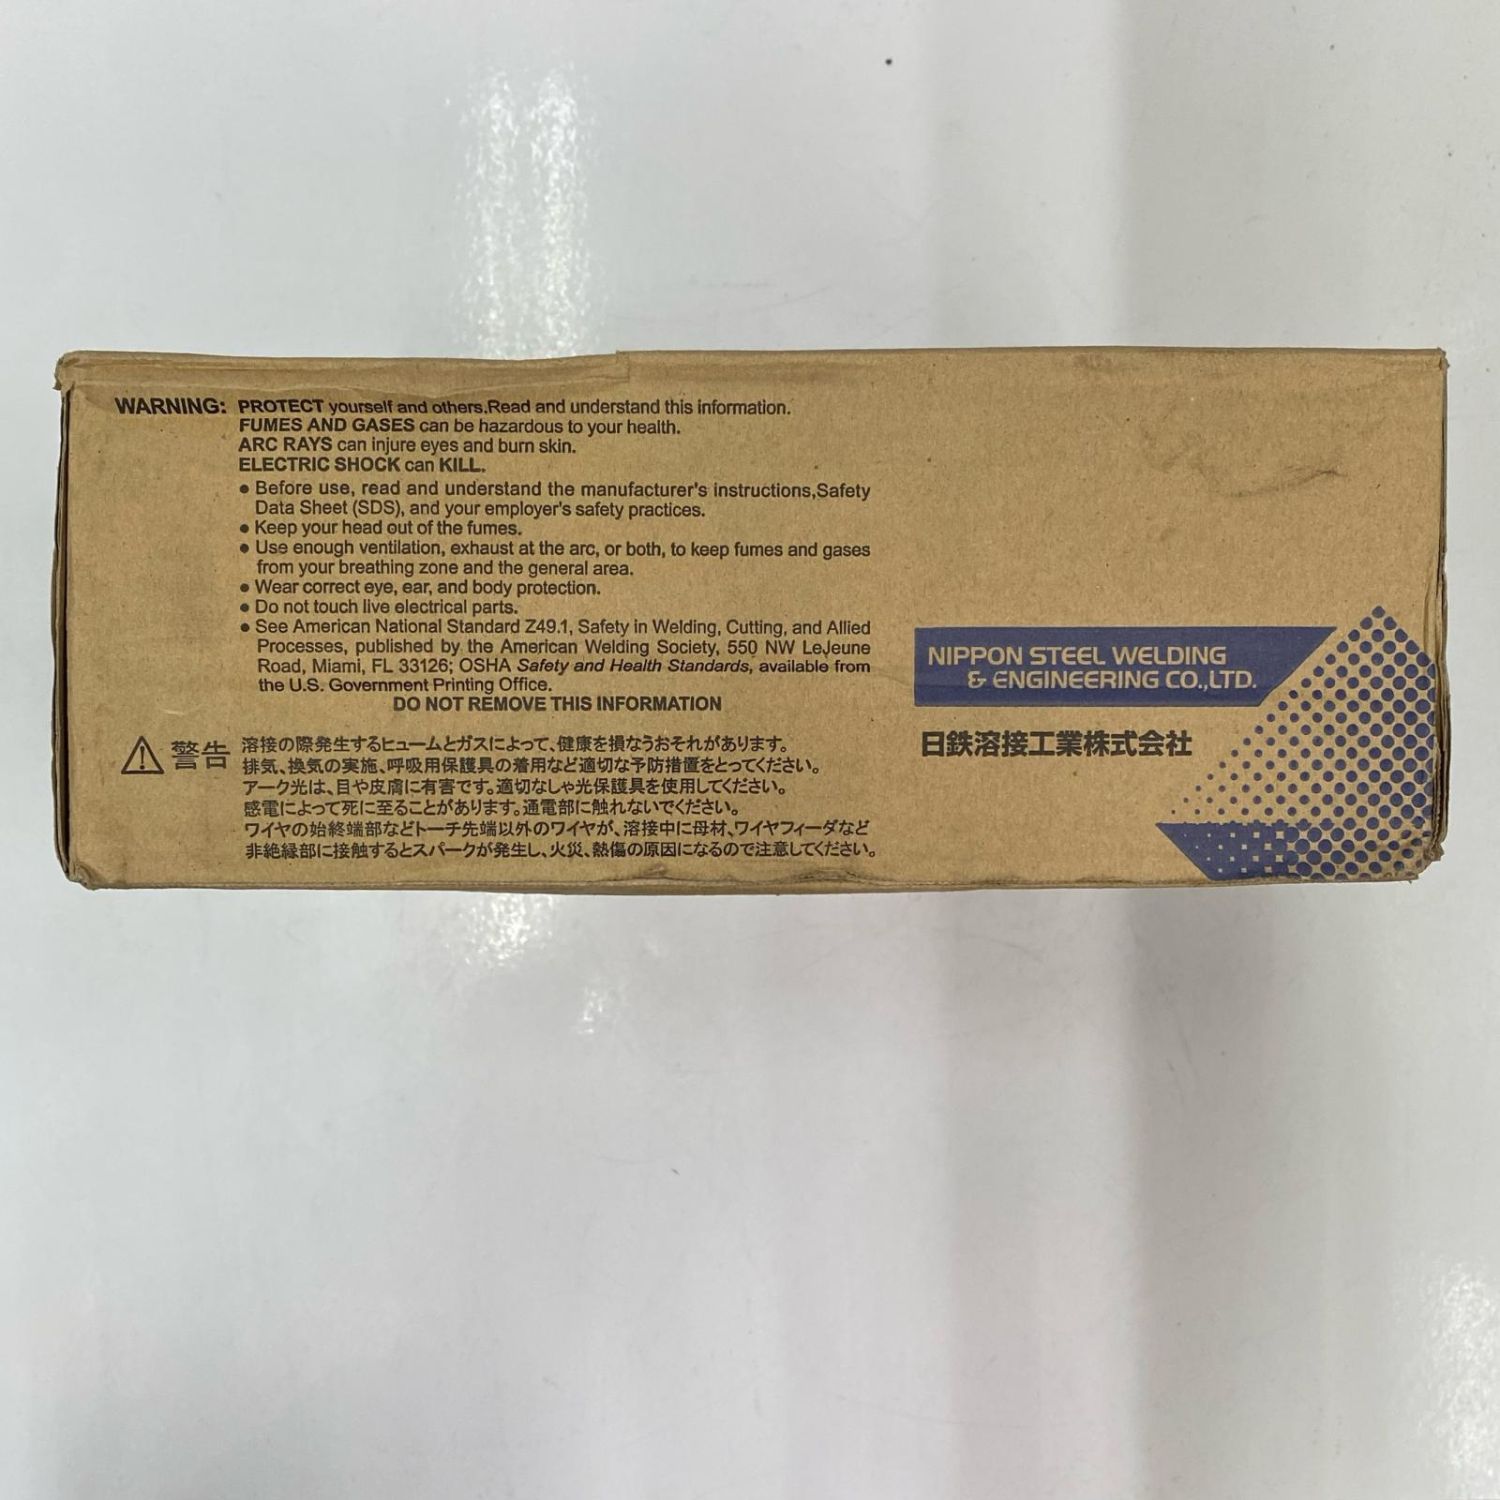 WARNING: PROTECT yourself and others.Read and understand this information.
FUMES AND GASES can be hazardous to your health.
ARC RAYS can injure eyes and burn skin.
ELECTRIC SHOCK can KILL.
● Before use, read and understand the manufacturer's instructions,Safety
Data Sheet (SDS), and your employer's safety practices.
● Keep your head out of the fumes.
● Use enough ventilation, exhaust at the arc, or both, to keep fumes and gases
from your breathing zone and the general area.
● Wear correct eye, ear, and body protection.
● Do not touch live electrical parts.
● See American National Standard Z49.1, Safety in Welding, Cutting, and Allied
Processes, published by the American Welding Society, 550 NW LeJeune
Road, Miami, FL 33126; OSHA Safety and Health Standards, available from
the U.S. Government Printing Office.
DO NOT REMOVE THIS INFORMATION
⚠ 警告
溶接の際発生するヒュームとガスによって、健康を損なうおそれがあります。
排気、換気の実施、呼吸用保護具の着用など適切な予防措置をとってください。
アーク光は、目や皮膚に有害です。適切なしゃ光保護具を使用してください。
感電によって死に至ることがあります。通電部に触れないでください。
ワイヤの始終端部などトーチ先端以外のワイヤが、溶接中に母材、ワイヤフィーダなど
非絶縁部に接触するとスパークが発生し、火災、熱傷の原因になるので注意してください。
NIPPON STEEL WELDING
& ENGINEERING CO.,LTD.
日鉄溶接工業株式会社